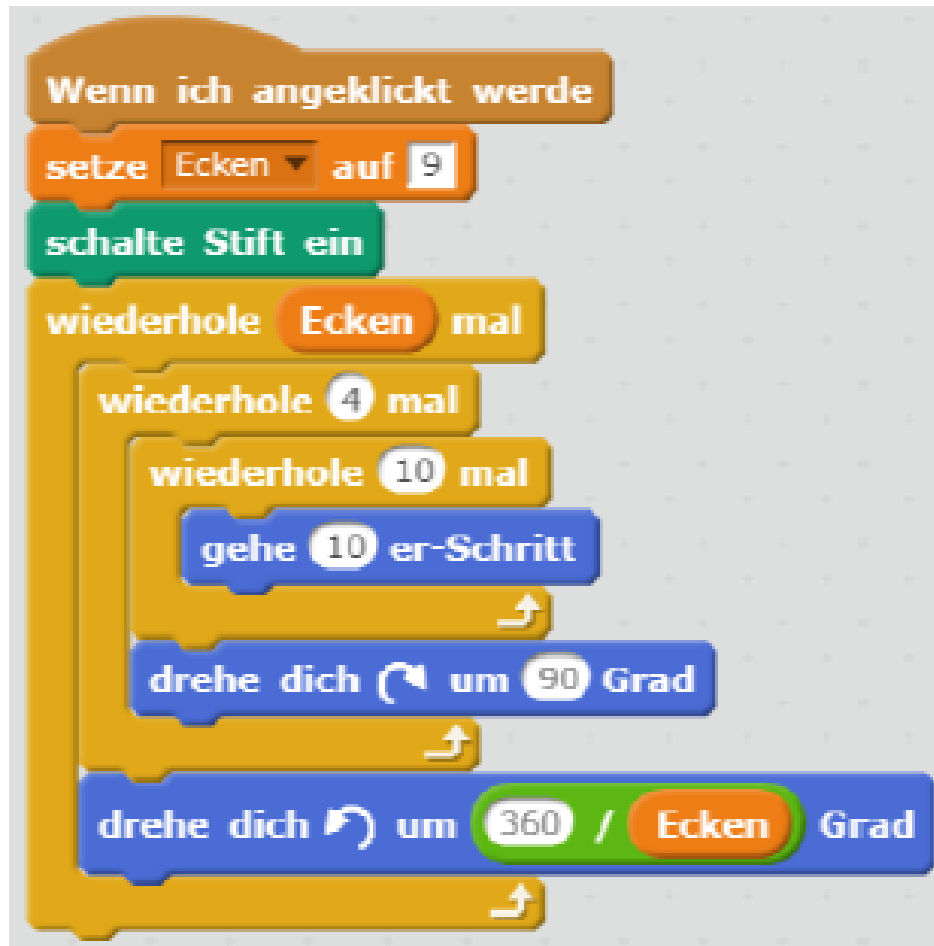 Wenn ich angeklickt werde
setze Ecken auf 9
schalte Stift ein
wiederhole Ecken mal
wiederhole 4 mal
wiederhole 10 mal
gehe 10 er-Schritt
drehe dich um 90 Grad
drehe dich um 360 / Ecken Grad